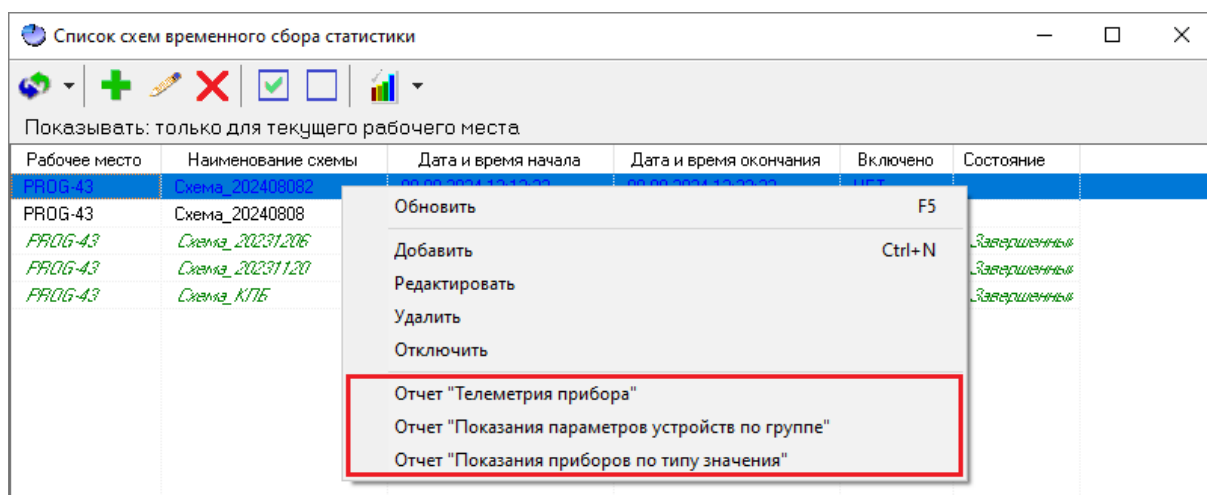 Список схем временного сбора статистики
Показывать: только для текущего рабочего места
Рабочее место Наименование схемы Дата и время начала Дата и время окончания Включено Состояние
PROG-43 Схема_202408082
PROG-43 Схема_20240808
PROG-43 Схема_20231206 Завершенный
PROG-43 Схема_20231120 Завершенный
PROG-43 Схема_КПБ Завершенный
Обновить F5
Добавить Ctrl+N
Редактировать
Удалить
Отключить
Отчет "Телеметрия прибора"
Отчет "Показания параметров устройств по группе"
Отчет "Показания приборов по типу значения"